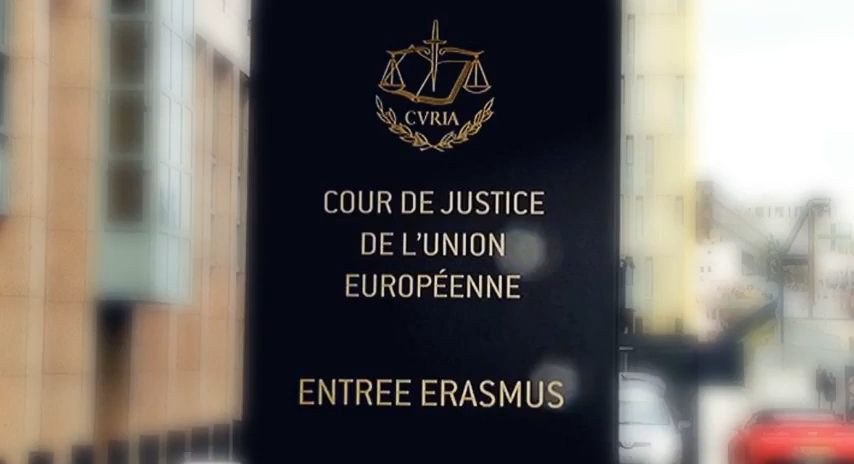 CVRIA
COUR DE JUSTICE
DE L'UNION
EUROPÉENNE
ENTREE ERASMUS